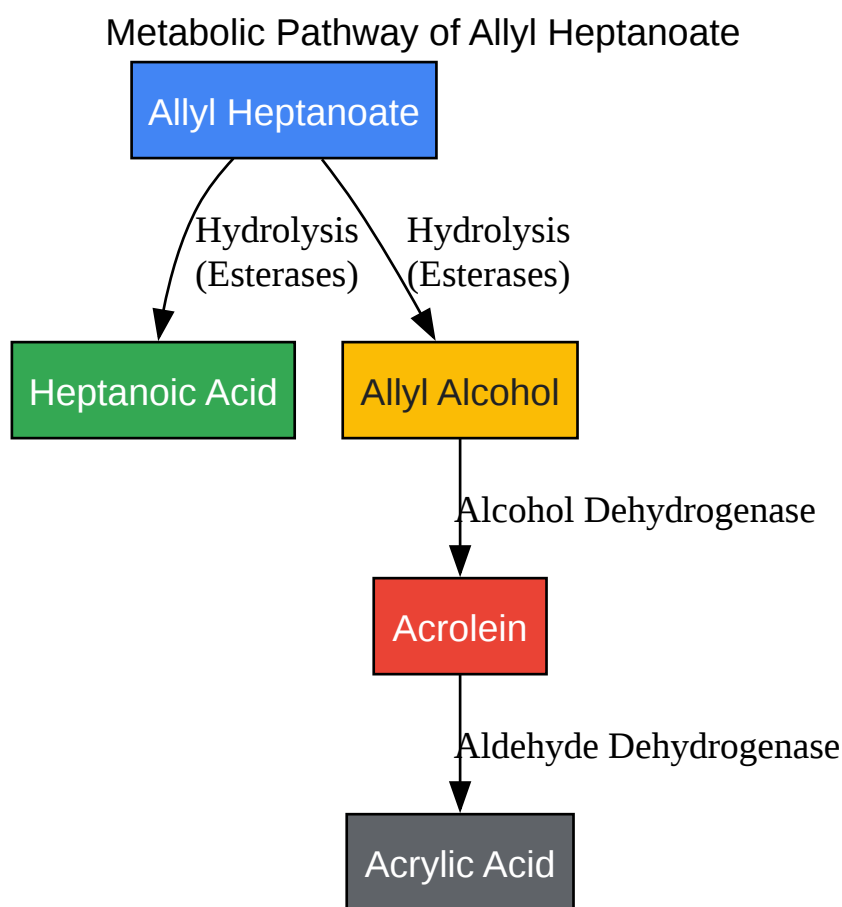 Metabolic Pathway of Allyl Heptanoate
Allyl Heptanoate
Hydrolysis
(Esterases)
Hydrolysis
(Esterases)
Heptanoic Acid
Allyl Alcohol
Alcohol Dehydrogenase
Acrolein
Aldehyde Dehydrogenase
Acrylic Acid